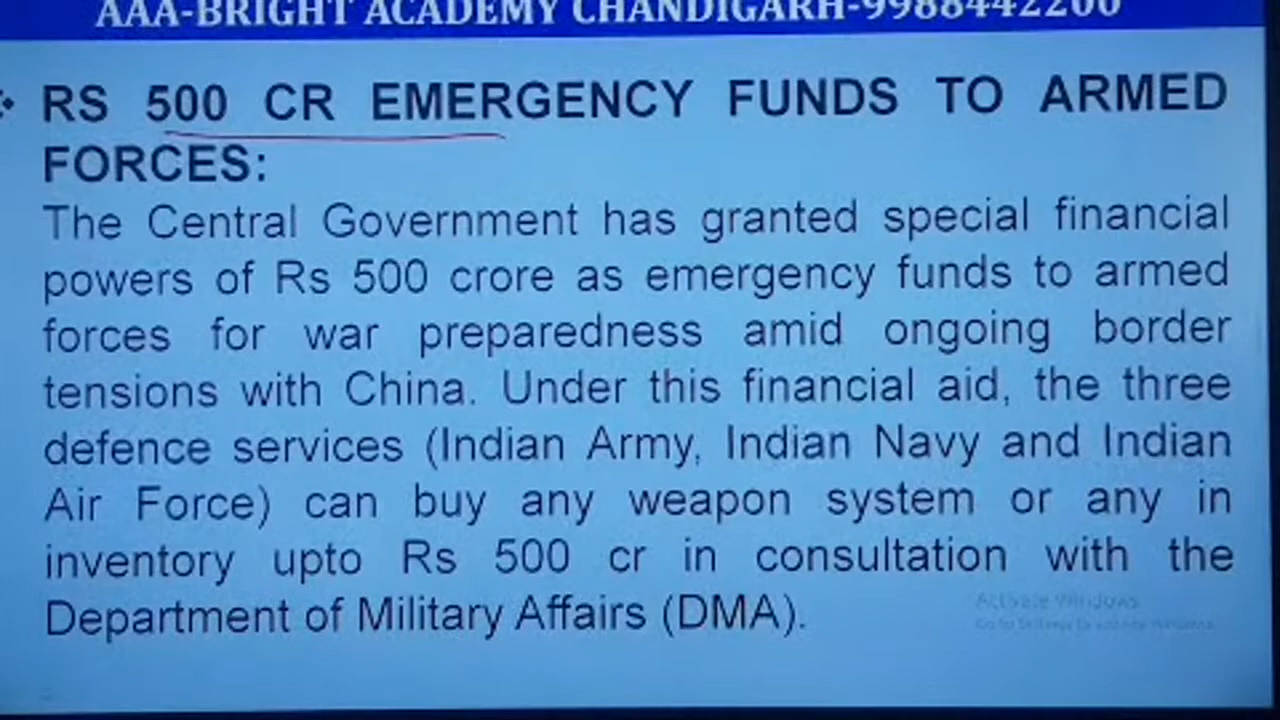 AAA-BRIGHT ACADEMY CHANDIGARH-9988442200
RS 500 CR EMERGENCY FUNDS TO ARMED
FORCES:
The Central Government has granted special financial
powers of Rs 500 crore as emergency funds to armed
forces for war preparedness amid ongoing border
tensions with China. Under this financial aid, the three
defence services (Indian Army, Indian Navy and Indian
Air Force) can buy any weapon system or any in
inventory upto Rs 500 cr in consultation with the
Department of Military Affairs (DMA).
Activate Windows